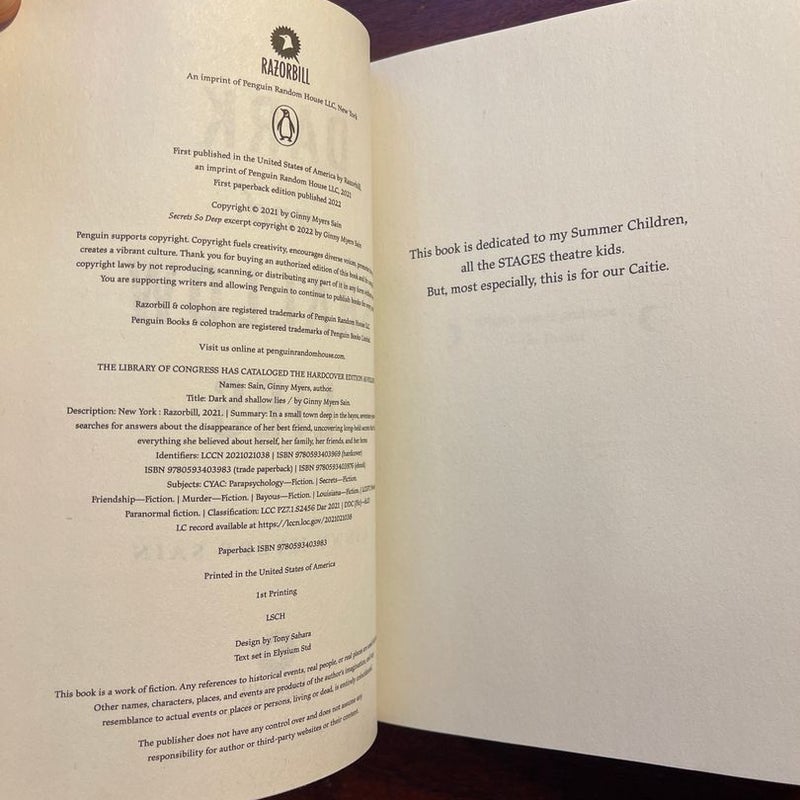 RAZORBILL
An imprint of Penguin Random House LLC, New York
First published in the United States of America by Razorbill,
an imprint of Penguin Random House LLC, 2021
First paperback edition published 2022
Copyright © 2021 by Ginny Myers Sain
Secrets So Deep excerpt copyright © 2022 by Ginny Myers Sain
Penguin supports copyright. Copyright fuels creativity, encourages diverse voices,
creates a vibrant culture. Thank you for buying an authorized edition of this book and
copyright laws by not reproducing, scanning, or distributing any part of it in any form
You are supporting writers and allowing Penguin to continue to publish books
Razorbill & colophon are registered trademarks of Penguin Random House LLC
Penguin Books & colophon are registered trademarks of Penguin Books Limited.
Visit us online at penguinrandomhouse.com.
THE LIBRARY OF CONGRESS HAS CATALOGED THE HARDCOVER EDITION
Names: Sain, Ginny Myers, author.
Title: Dark and shallow lies / by Ginny Myers Sain.
Description: New York : Razorbill, 2021. | Summary: In a small town deep in the bayou,
searches for answers about the disappearance of her best friend, uncovering long-held
everything she believed about herself, her family, her friends, and her home
Identifiers: LCCN 2021021038 | ISBN 9780593403969 (hardcover)
ISBN 9780593403983 (trade paperback) | ISBN 9780593403976 (ebook)
Subjects: CYAC: Parapsychology—Fiction. | Secrets—Fiction.
Friendship—Fiction. | Murder—Fiction. | Bayous—Fiction. | Louisiana—Fiction
Paranormal fiction. | Classification: LCC PZ7.1.S2456 Dar 2021 | DDC [Fic]—dc23
LC record available at https://lccn.loc.gov/2021021038
Paperback ISBN 9780593403983
Printed in the United States of America
1st Printing
LSCH
Design by Tony Sahara
Text set in Elysium Std
This book is a work of fiction. Any references to historical events, real people, or real places are
Other names, characters, places, and events are products of the author's imagination, and any
resemblance to actual events or places or persons, living or dead, is entirely coincidental.
The publisher does not have any control over and does not assume any
responsibility for author or third-party websites or their content.
This book is dedicated to my Summer Children,
all the STAGES theatre kids.
But, most especially, this is for our Caitie.